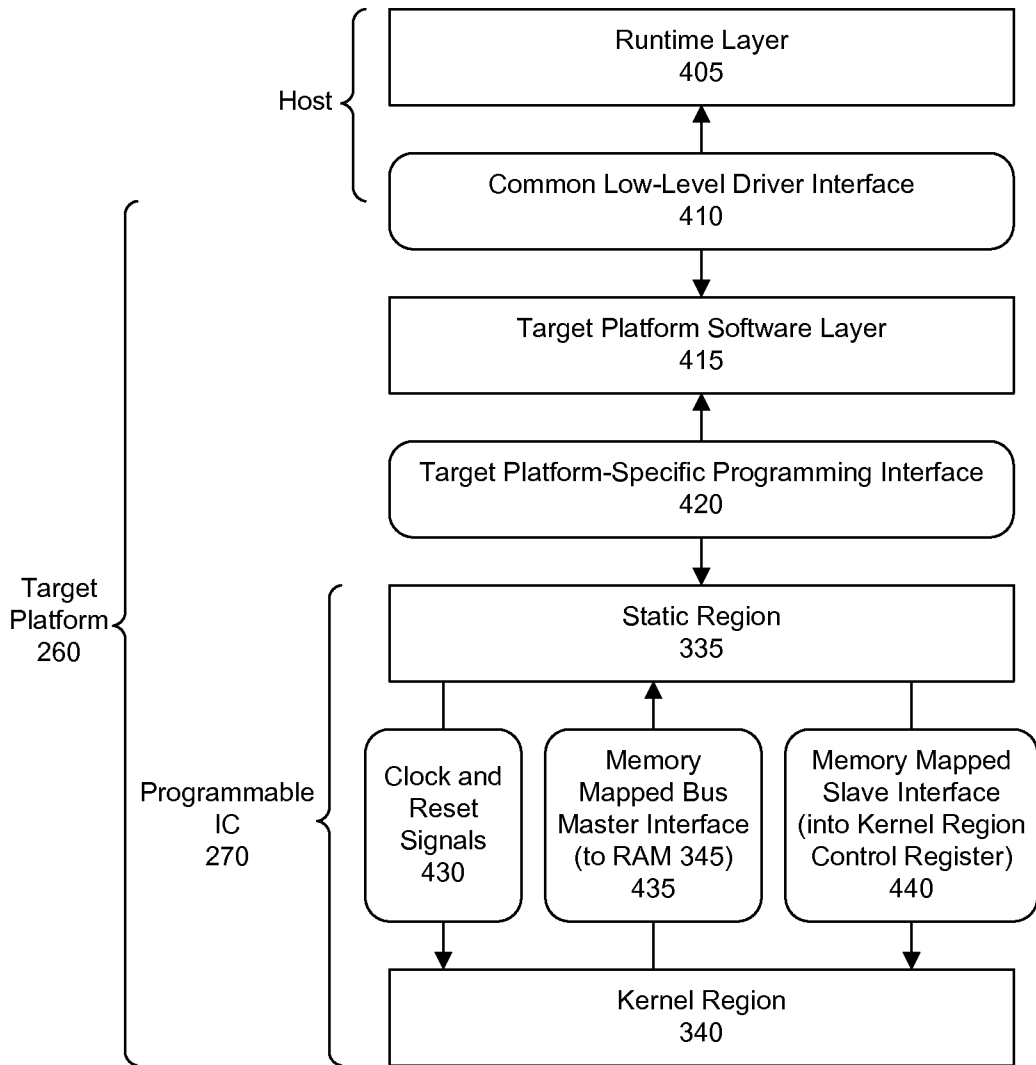 Runtime Layer
405
Host
Common Low-Level Driver Interface
410
Target Platform Software Layer
415
Target Platform-Specific Programming Interface
420
Target
Platform
260
Static Region
335
Programmable
IC
270
Clock and
Reset
Signals
430
Memory
Mapped Bus
Master Interface
(to RAM 345)
435
Memory Mapped
Slave Interface
(into Kernel Region
Control Register)
440
Kernel Region
340